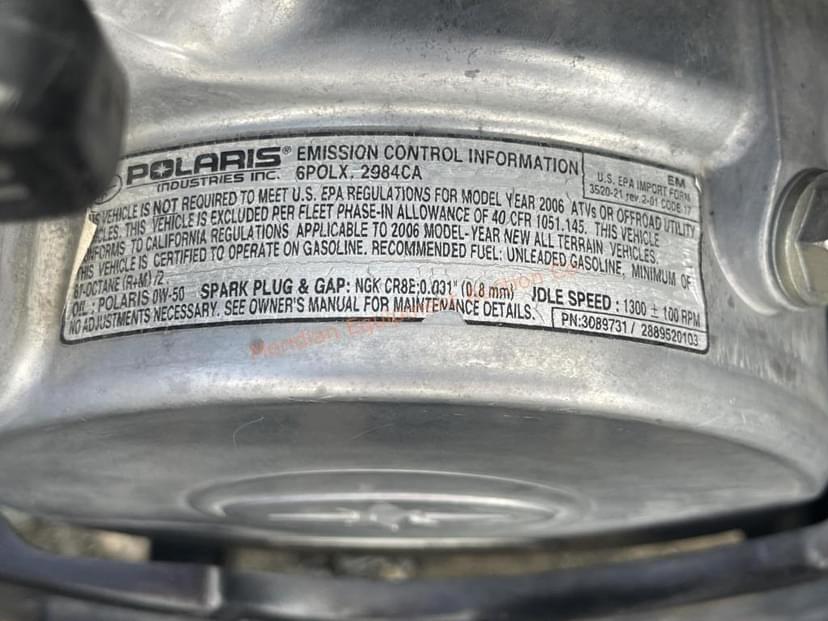 POLARIS® EMISSION CONTROL INFORMATION
INDUSTRIES INC. 6POLX. 2984CA
EM
U.S. EPA IMPORT FORM
3520-21 rev.2-01 CODE 17
THIS VEHICLE IS NOT REQUIRED TO MEET U.S. EPA REGULATIONS FOR MODEL YEAR 2006 ATVs OR OFFROAD UTILITY
VEHICLES. THIS VEHICLE IS EXCLUDED PER FLEET PHASE-IN ALLOWANCE OF 40 CFR 1051.145. THIS VEHICLE
ONFORMS TO CALIFORNIA REGULATIONS APPLICABLE TO 2006 MODEL-YEAR NEW ALL TERRAIN VEHICLES.
VEHICLE IS CERTIFIED TO OPERATE ON GASOLINE. RECOMMENDED FUEL: UNLEADED GASOLINE, MINIMUM OF
87-OCTANE (R+M)/2
OIL : POLARIS 0W-50 SPARK PLUG & GAP: NGK CR8E:0.031" (0.8 mm) IDLE SPEED : 1300 ± 100 RPM
NO ADJUSTMENTS NECESSARY. SEE OWNER'S MANUAL FOR MAINTENANCE DETAILS.
PN:3089731 / 2889520103
Meridian Equipment Auction Co